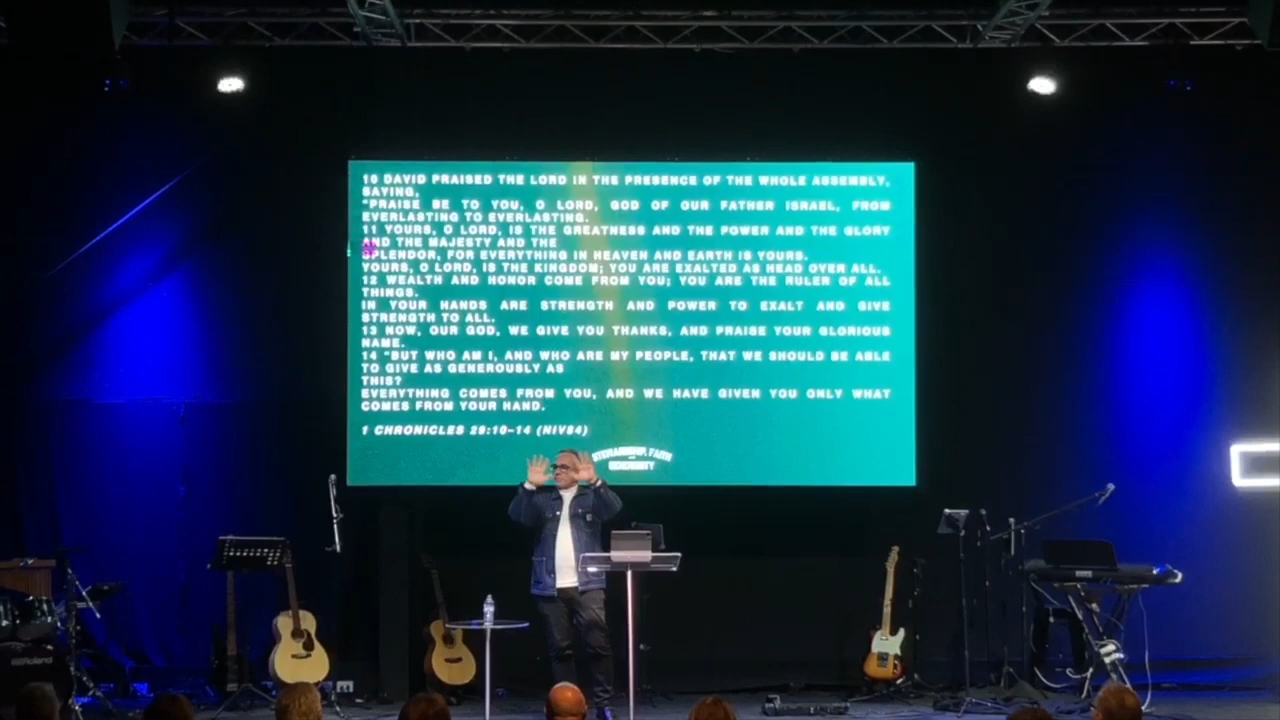 10 DAVID PRAISED THE LORD IN THE PRESENCE OF THE WHOLE ASSEMBLY,
SAYING,
"PRAISE BE TO YOU, O LORD, GOD OF OUR FATHER ISRAEL, FROM
EVERLASTING TO EVERLASTING.
11 YOURS, O LORD, IS THE GREATNESS AND THE POWER AND THE GLORY
AND THE MAJESTY AND THE
SPLENDOR, FOR EVERYTHING IN HEAVEN AND EARTH IS YOURS.
YOURS, O LORD, IS THE KINGDOM; YOU ARE EXALTED AS HEAD OVER ALL.
12 WEALTH AND HONOR COME FROM YOU; YOU ARE THE RULER OF ALL
THINGS.
IN YOUR HANDS ARE STRENGTH AND POWER TO EXALT AND GIVE
STRENGTH TO ALL.
13 NOW, OUR GOD, WE GIVE YOU THANKS, AND PRAISE YOUR GLORIOUS
NAME.
14 "BUT WHO AM I, AND WHO ARE MY PEOPLE, THAT WE SHOULD BE ABLE
TO GIVE AS GENEROUSLY AS
THIS?
EVERYTHING COMES FROM YOU, AND WE HAVE GIVEN YOU ONLY WHAT
COMES FROM YOUR HAND.
1 CHRONICLES 29:10-14 (NIV84)
STEWARDSHIP, FAITH
GENEROSITY
Roland